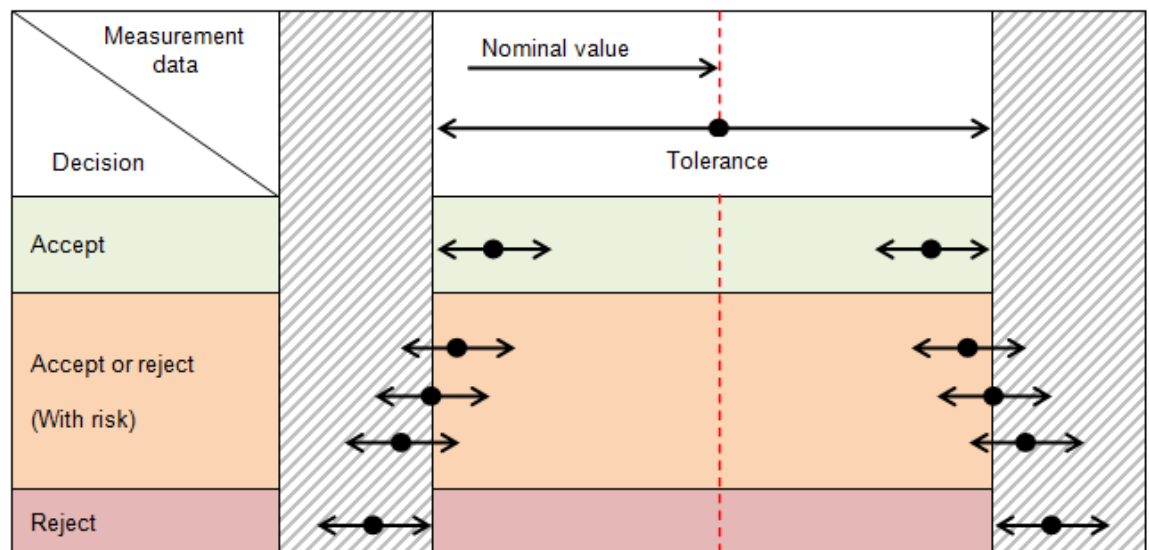 Measurement
data
Nominal value
Decision
Tolerance
Accept
Accept or reject
(With risk)
Reject